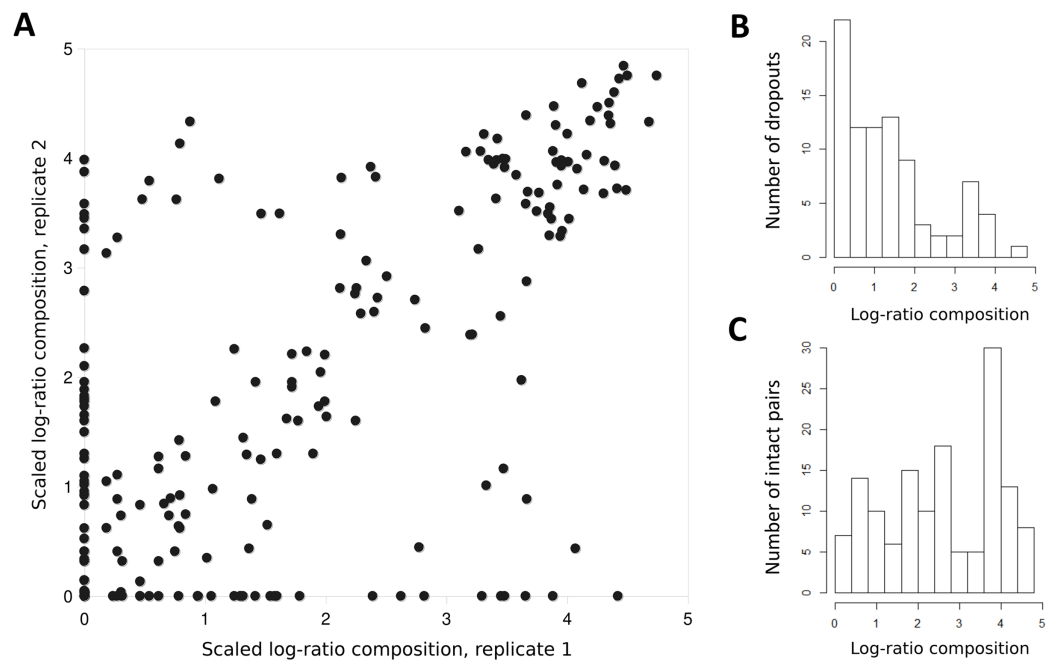 A
5
4
3
2
1
0
0 1 2 3 4 5
Scaled log-ratio composition, replicate 2
Scaled log-ratio composition, replicate 1
B
20
15
10
5
0
0 1 2 3 4 5
Number of dropouts
Log-ratio composition
C
30
25
20
15
10
5
0
0 1 2 3 4 5
Number of intact pairs
Log-ratio composition